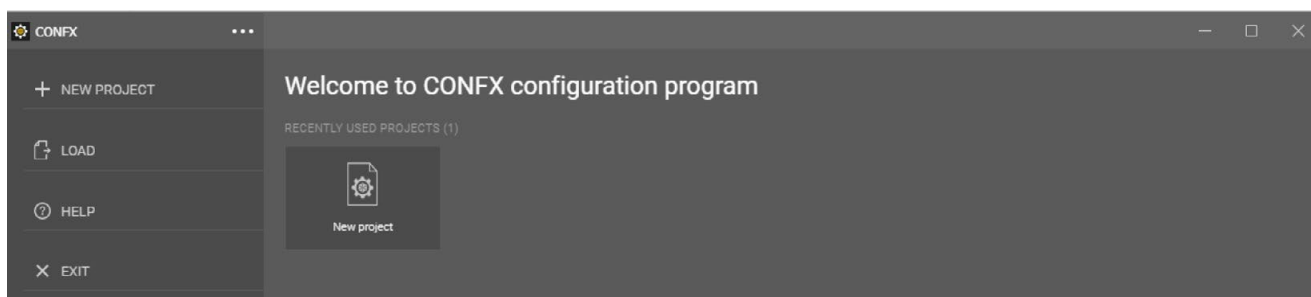 CONFX
NEW PROJECT
LOAD
HELP
EXIT
Welcome to CONFX configuration program
RECENTLY USED PROJECTS (1)
New project